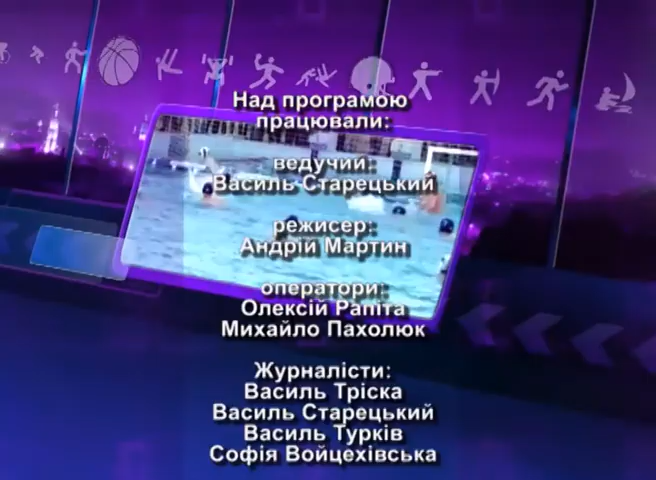 Над програмою
працювали:
ведучий:
Василь Старецький
режисер:
Андрій Мартин
оператори:
Олексій Рапіта
Михайло Пахолюк
Журналісти:
Василь Тріска
Василь Старецький
Василь Турків
Софія Войцехівська